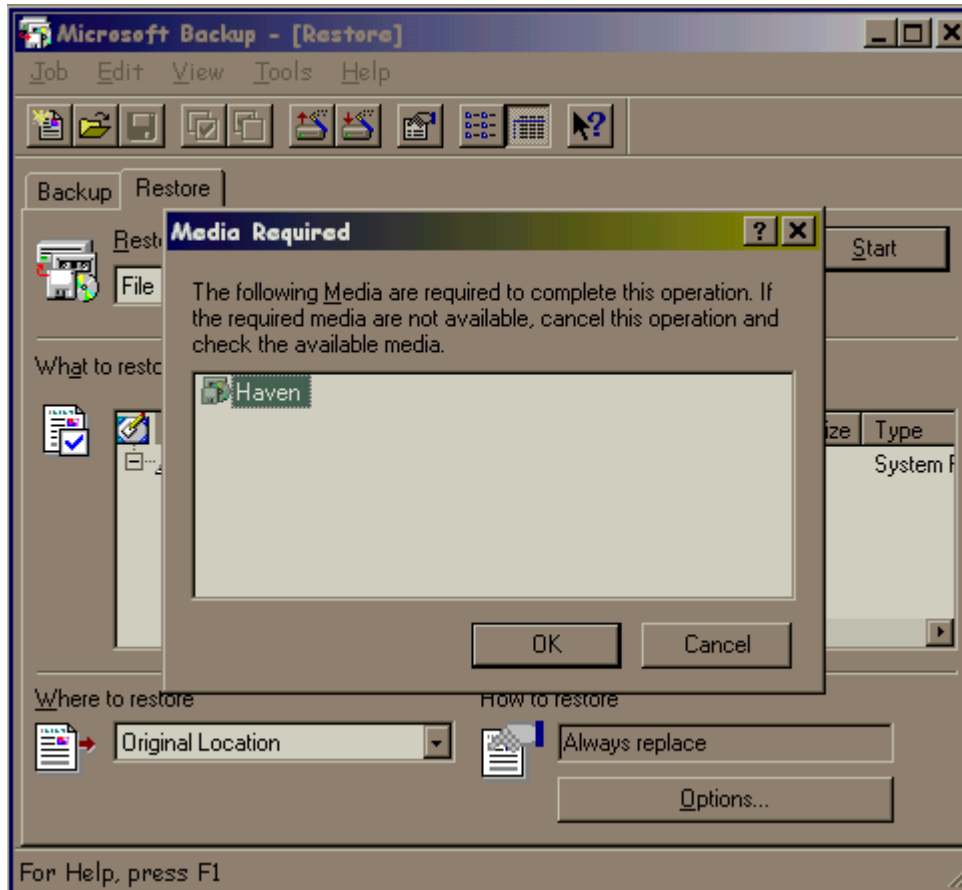 Microsoft Backup - [Restore]
Job Edit View Tools Help
Backup Restore
Media Required
Start
File
The following Media are required to complete this operation. If
the required media are not available, cancel this operation and
check the available media.
What to
Haven
Type
System
OK Cancel
Where to restore
How to restore
Original Location
Always replace
Options...
For Help, press F1